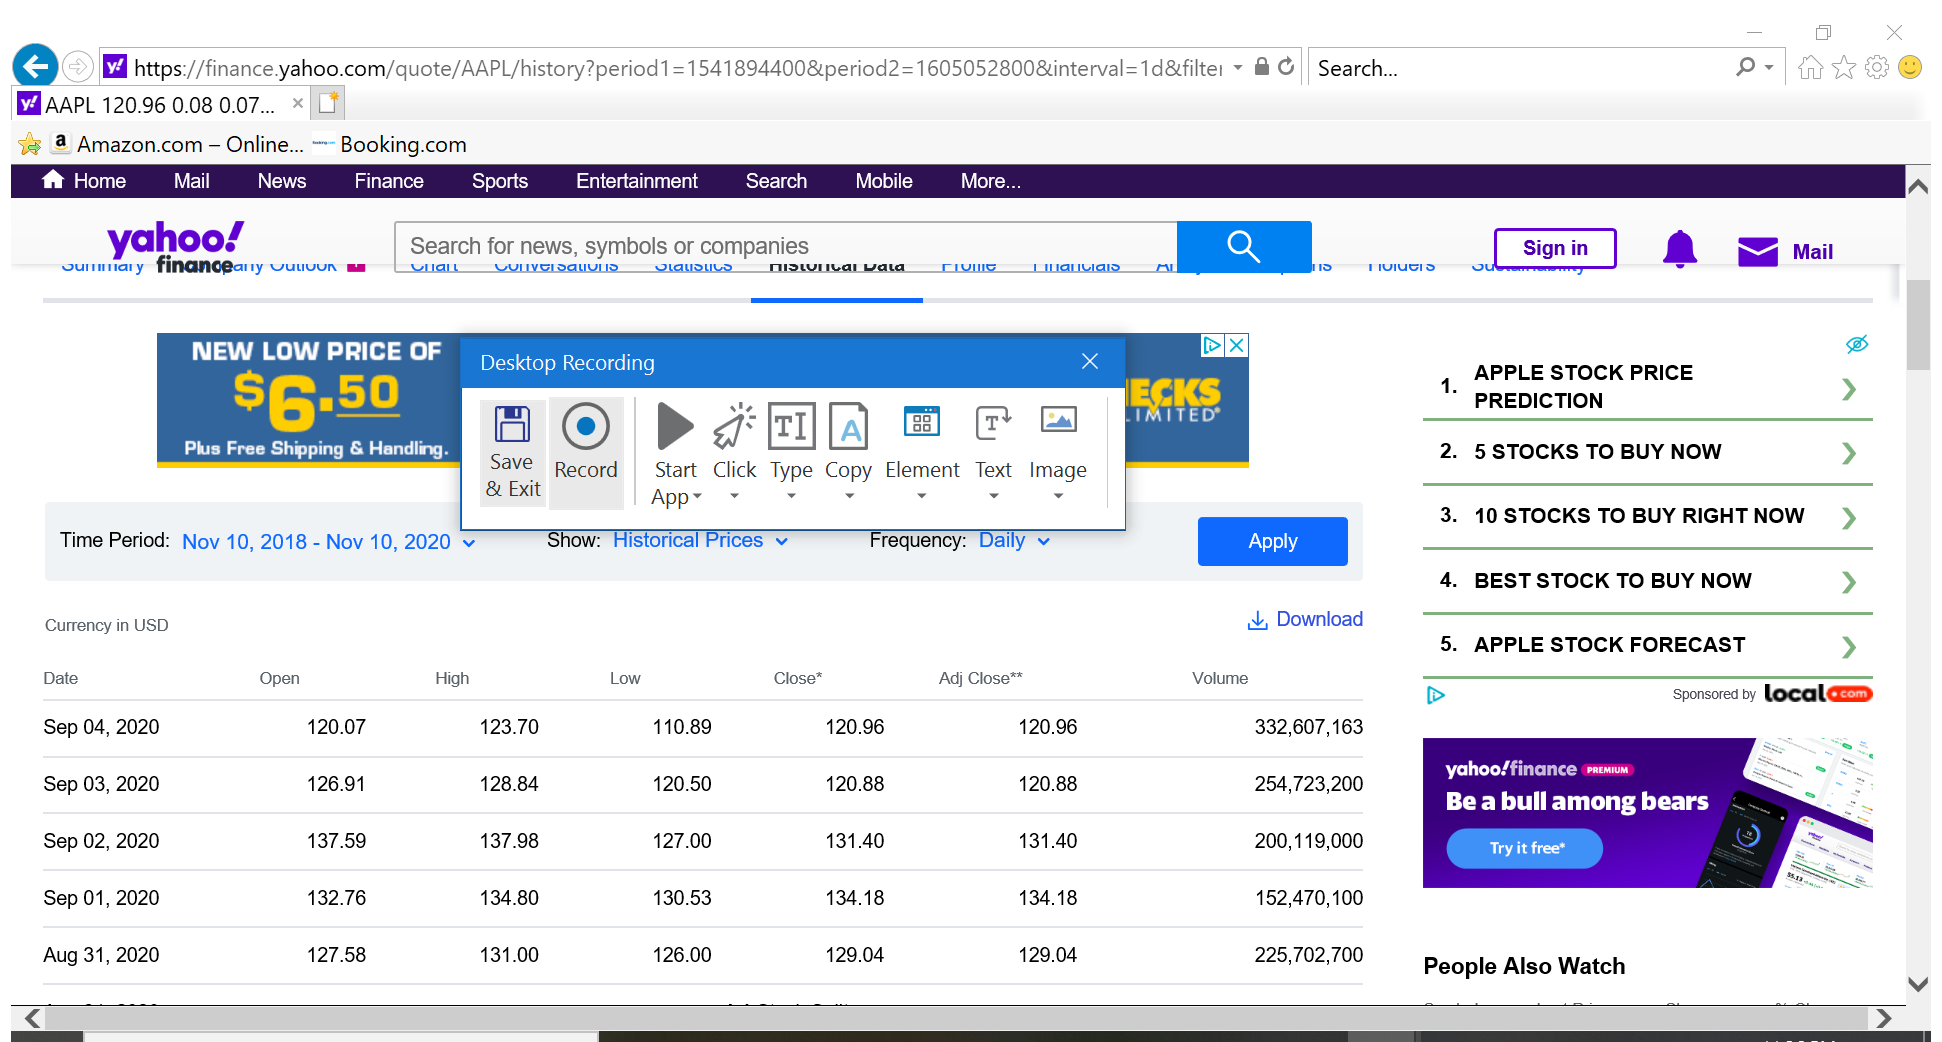 https://finance.yahoo.com/quote/AAPL/history?period1=1541894400&period2=1605052800&interval=1d&filter
Search...
AAPL 120.96 0.08 0.07...
Amazon.com – Online...
Booking.com
Home Mail News Finance Sports Entertainment Search Mobile More...
yahoo! finance
Search for news, symbols or companies
Sign in
Mail
Summary Company Outlook Chart Conversations Statistics Historical Data Profile Financials Holders Sustainability
NEW LOW PRICE OF
$6.50
Plus Free Shipping & Handling.
Desktop Recording
Save & Exit
Record
Start App
Click
Type
Copy
Element
Text
Image
Time Period: Nov 10, 2018 - Nov 10, 2020
Show: Historical Prices
Frequency: Daily
Apply
Currency in USD
Download
Date Open High Low Close* Adj Close** Volume
Sep 04, 2020 120.07 123.70 110.89 120.96 120.96 332,607,163
Sep 03, 2020 126.91 128.84 120.50 120.88 120.88 254,723,200
Sep 02, 2020 137.59 137.98 127.00 131.40 131.40 200,119,000
Sep 01, 2020 132.76 134.80 130.53 134.18 134.18 152,470,100
Aug 31, 2020 127.58 131.00 126.00 129.04 129.04 225,702,700
1. APPLE STOCK PRICE PREDICTION
2. 5 STOCKS TO BUY NOW
3. 10 STOCKS TO BUY RIGHT NOW
4. BEST STOCK TO BUY NOW
5. APPLE STOCK FORECAST
Sponsored by local.com
yahoo!finance PREMIUM
Be a bull among bears
Try it free*
People Also Watch